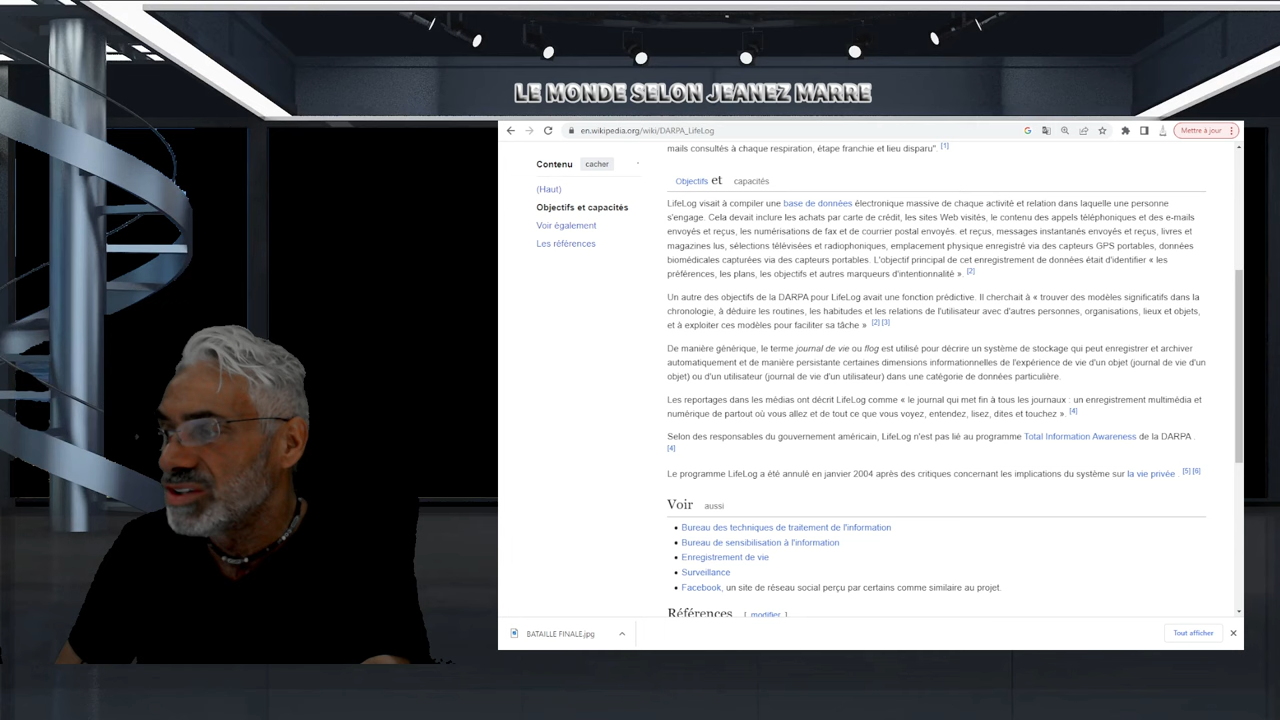 LE MONDE SELON JEANEZ MARRE
en.wikipedia.org/wiki/DARPA_LifeLog
Mettre à jour
Contenu cacher
(Haut)
Objectifs et capacités
Voir également
Les références
mails consultés à chaque respiration, étape franchie et lieu disparu". [1]
Objectifs et capacités
LifeLog visait à compiler une base de données électronique massive de chaque activité et relation dans laquelle une personne
s'engage. Cela devait inclure les achats par carte de crédit, les sites Web visités, le contenu des appels téléphoniques et des e-mails
envoyés et reçus, les numérisations de fax et de courrier postal envoyés. et reçus, messages instantanés envoyés et reçus, livres et
magazines lus, sélections télévisées et radiophoniques, emplacement physique enregistré via des capteurs GPS portables, données
biomédicales capturées via des capteurs portables. L'objectif principal de cet enregistrement de données était d'identifier « les
préférences, les plans, les objectifs et autres marqueurs d'intentionnalité ». [2]
Un autre des objectifs de la DARPA pour LifeLog avait une fonction prédictive. Il cherchait à « trouver des modèles significatifs dans la
chronologie, à déduire les routines, les habitudes et les relations de l'utilisateur avec d'autres personnes, organisations, lieux et objets,
et à exploiter ces modèles pour faciliter sa tâche » [2] [3]
De manière générique, le terme journal de vie ou flog est utilisé pour décrire un système de stockage qui peut enregistrer et archiver
automatiquement et de manière persistante certaines dimensions informationnelles de l'expérience de vie d'un objet (journal de vie d'un
objet) ou d'un utilisateur (journal de vie d'un utilisateur) dans une catégorie de données particulière.
Les reportages dans les médias ont décrit LifeLog comme « le journal qui met fin à tous les journaux : un enregistrement multimédia et
numérique de partout où vous allez et de tout ce que vous voyez, entendez, lisez, dites et touchez ». [4]
Selon des responsables du gouvernement américain, LifeLog n'est pas lié au programme Total Information Awareness de la DARPA .
[4]
Le programme LifeLog a été annulé en janvier 2004 après des critiques concernant les implications du système sur la vie privée . [5] [6]
Voir aussi
Bureau des techniques de traitement de l'information
Bureau de sensibilisation à l'information
Enregistrement de vie
Surveillance
Facebook, un site de réseau social perçu par certains comme similaire au projet.
Références [ modifier ]
BATAILLE FINALE.jpg
Tout afficher